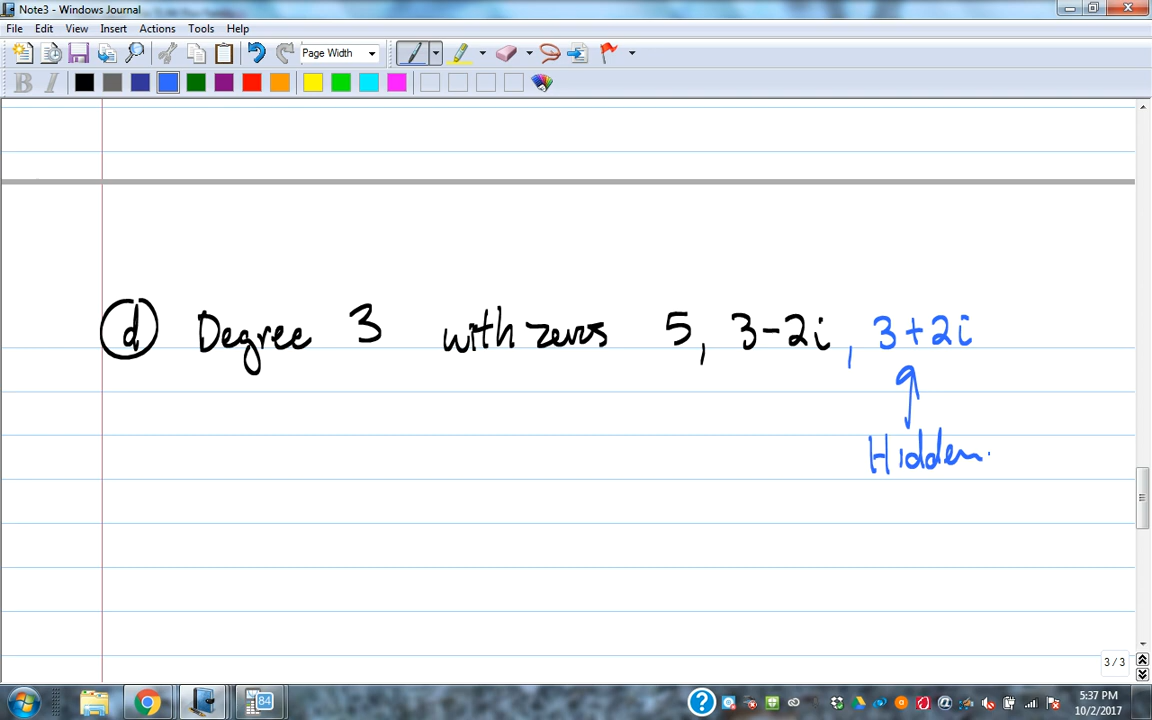 Note3 - Windows Journal
File Edit View Insert Actions Tools Help
Page Width
B I
d Degree 3 with zeros 5, 3-2i, 3+2i
Hidden.
3 / 3
84
5:37 PM
10/2/2017